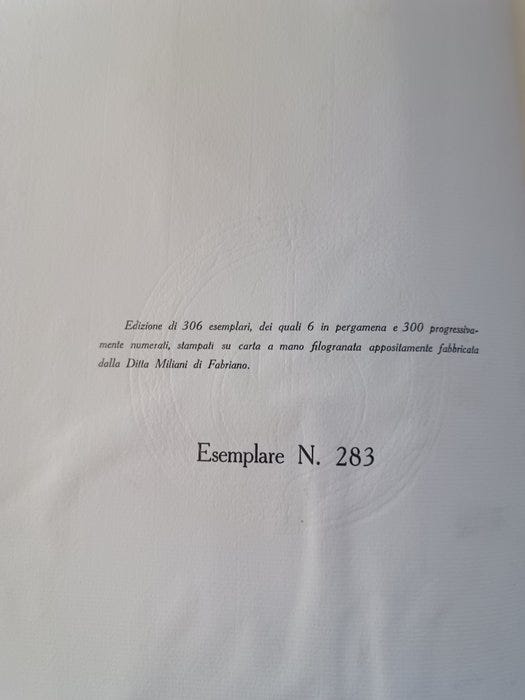 Edizione di 306 esemplari, dei quali 6 in pergamena e 300 progressiva-
mente numerati, stampati su carta a mano filogranata appositamente fabbricata
dalla Ditta Miliani di Fabriano.
Esemplare N. 283